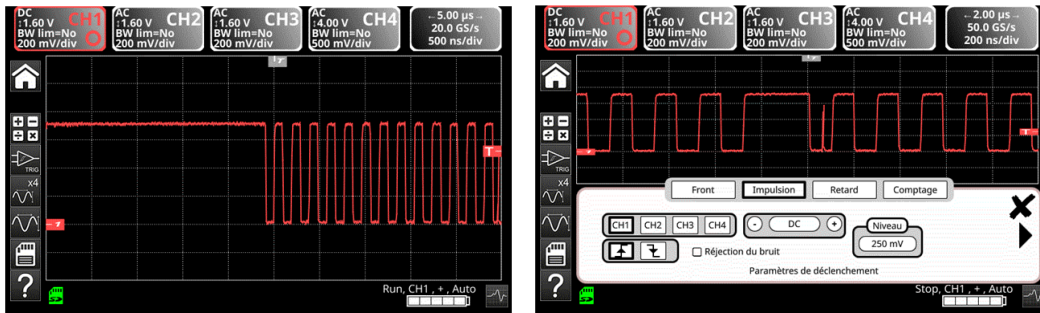 DC
↕1.60 V CH1
BW lim=No
200 mV/div
AC
↕1.60 V CH2
BW lim=No
200 mV/div
AC
↕1.60 V CH3
BW lim=No
200 mV/div
AC
↕4.00 V CH4
BW lim=No
500 mV/div
←5.00 µs→
20.0 GS/s
500 ns/div
TRIG
x4
?
T
Run, CH1 , + , Auto
DC
↕1.60 V CH1
BW lim=No
200 mV/div
AC
↕1.60 V CH2
BW lim=No
200 mV/div
AC
↕1.60 V CH3
BW lim=No
200 mV/div
AC
↕4.00 V CH4
BW lim=No
500 mV/div
←2.00 µs→
50.0 GS/s
200 ns/div
TRIG
x4
?
T
Front Impulsion Retard Comptage
CH1 CH2 CH3 CH4 - DC + Niveau
250 mV
Réjection du bruit
Paramètres de déclenchement
Stop, CH1 , + , Auto